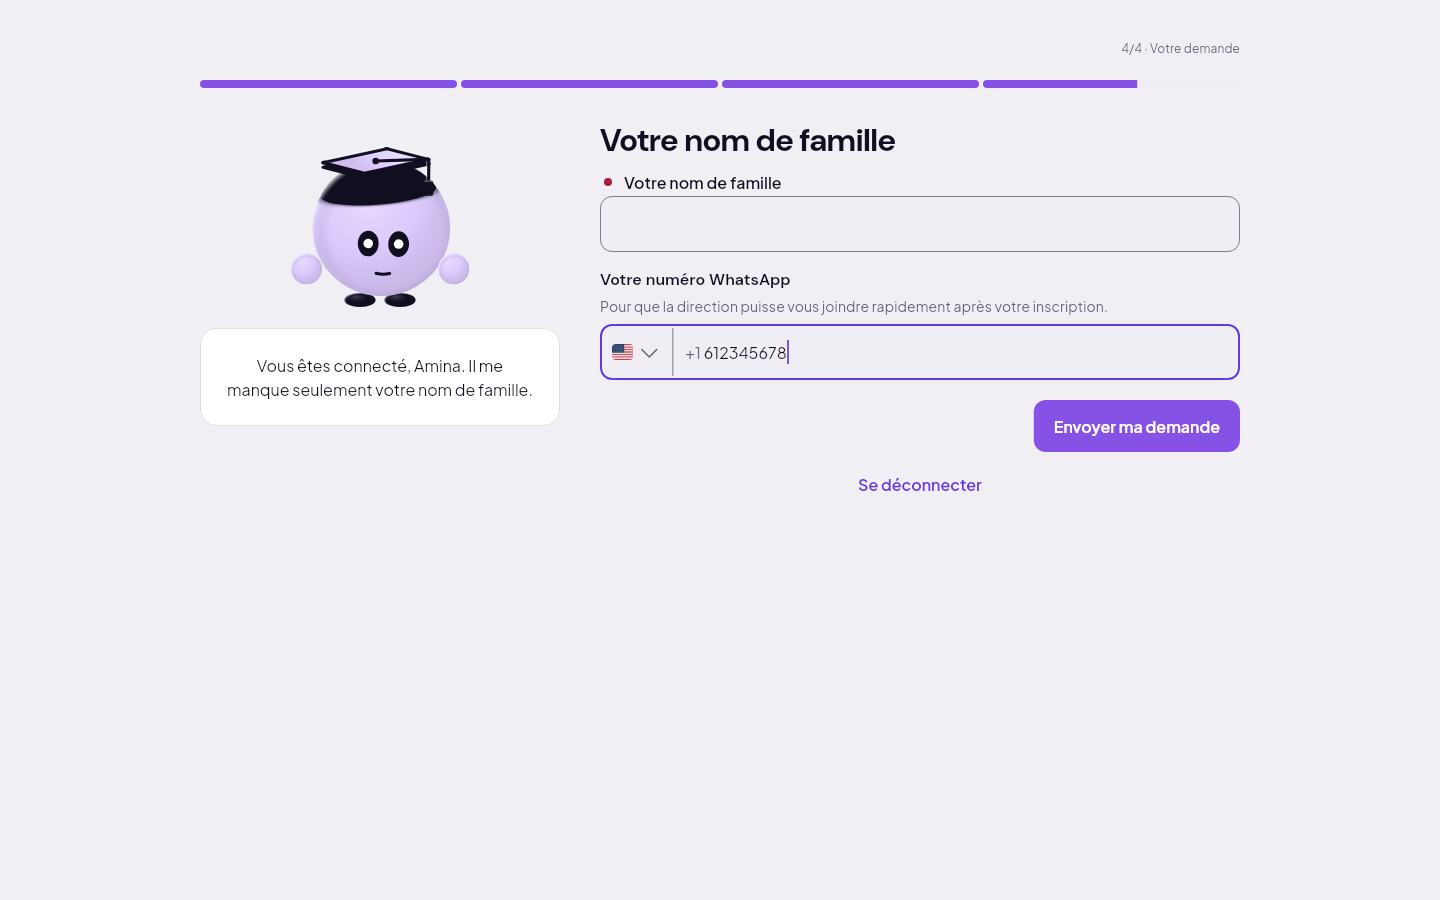 4/4 · Votre demande
Votre nom de famille
Votre nom de famille
Votre numéro WhatsApp
Pour que la direction puisse vous joindre rapidement après votre inscription.
+1 612345678
Envoyer ma demande
Se déconnecter
Vous êtes connecté, Amina. Il me
manque seulement votre nom de famille.